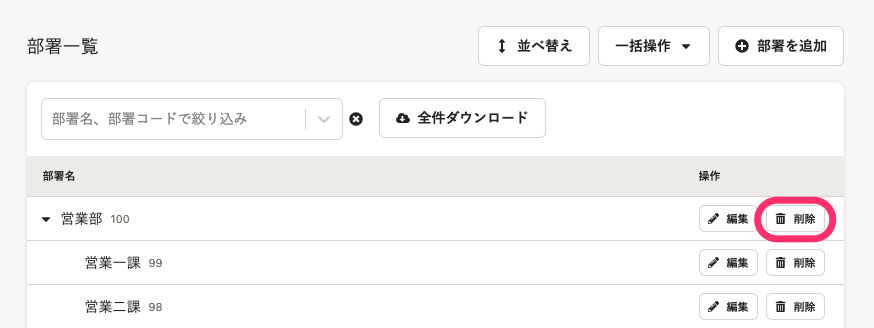 部署一覧 並べ替え 一括操作 部署を追加
部署名、部署コードで絞り込み 全件ダウンロード
部署名 操作
営業部 100 編集 削除
営業一課 99 編集 削除
営業二課 98 編集 削除